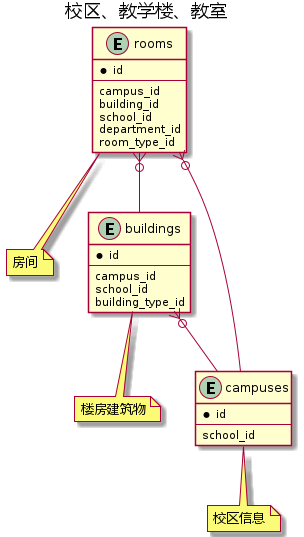 校区、教学楼、教室
E rooms
id
campus_id
building_id
school_id
department_id
room_type_id
房间
E buildings
id
campus_id
school_id
building_type_id
楼房建筑物
E campuses
id
school_id
校区信息